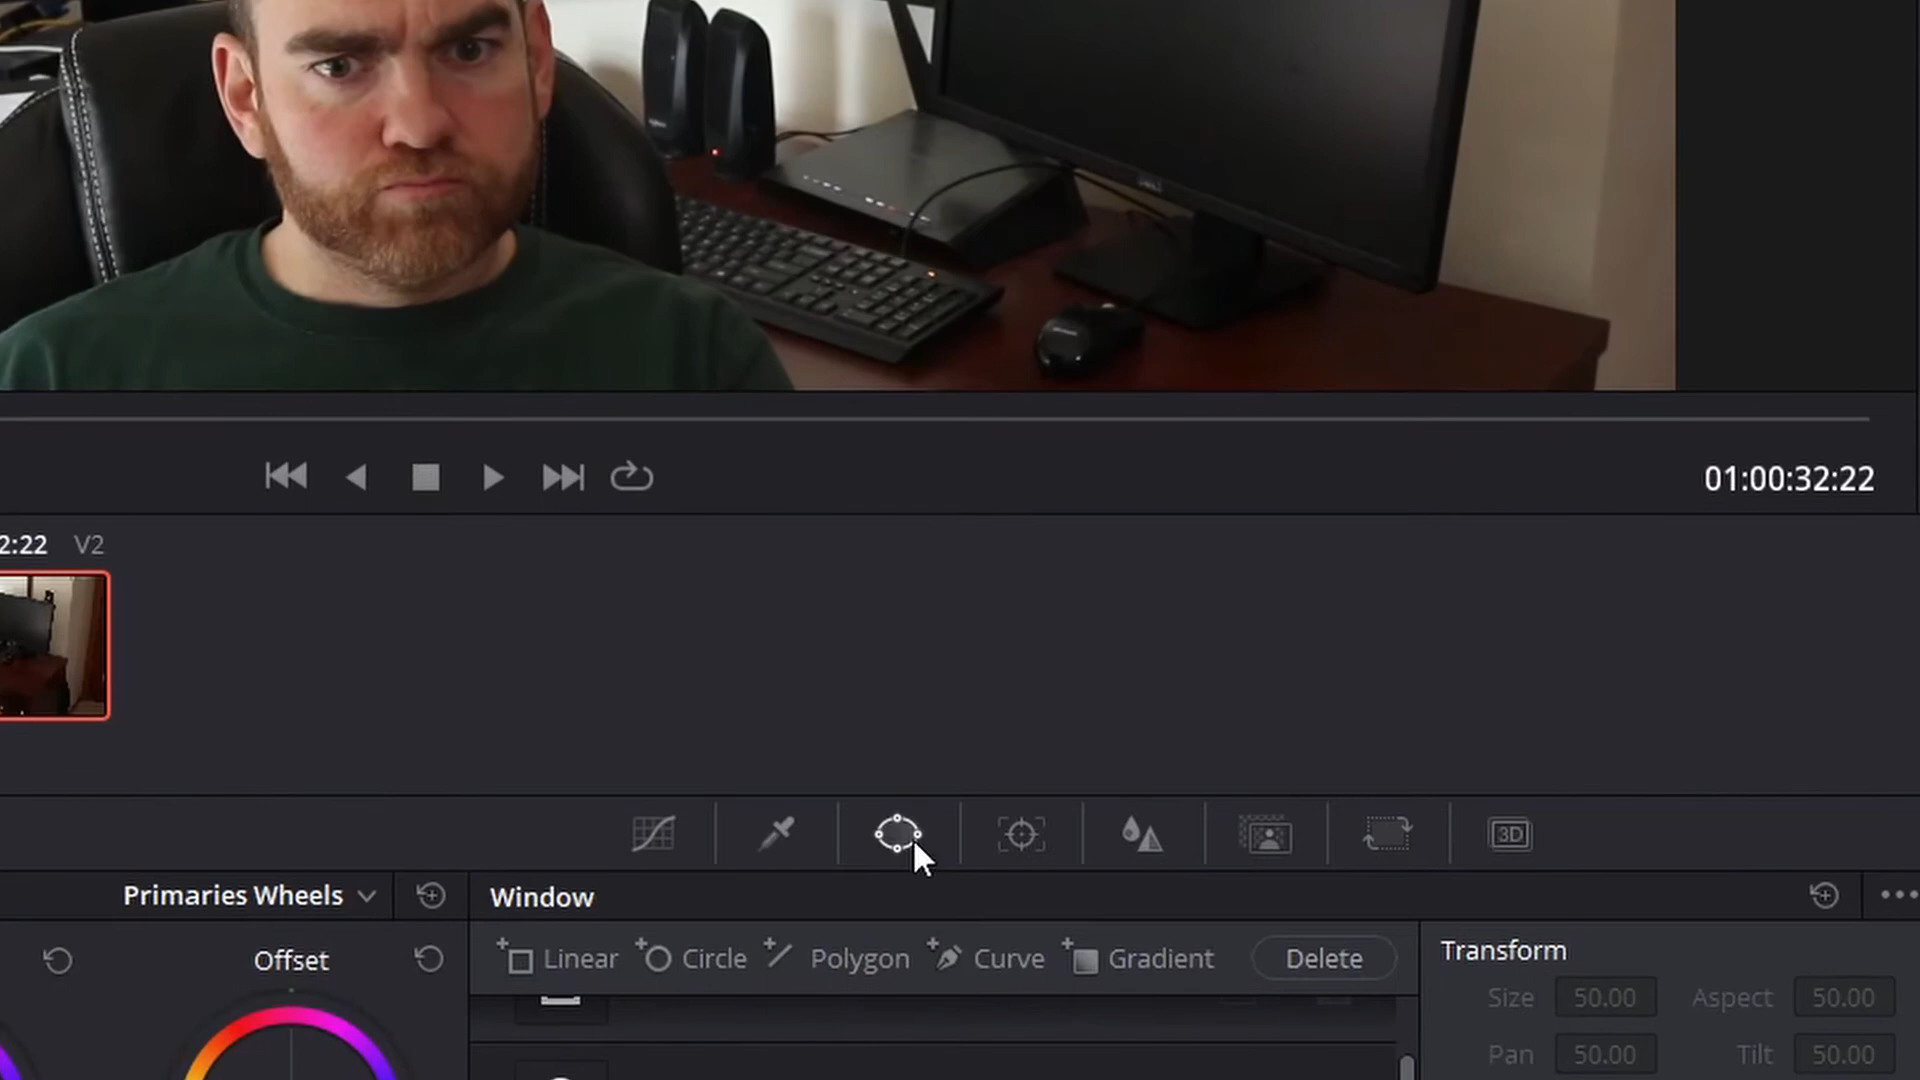 DELL
01:00:32:22
2:22 V2
3D
Primaries Wheels
Window
Offset
Linear Circle Polygon Curve Gradient Delete
Transform
Size 50.00 Aspect 50.00
Pan 50.00 Tilt 50.00